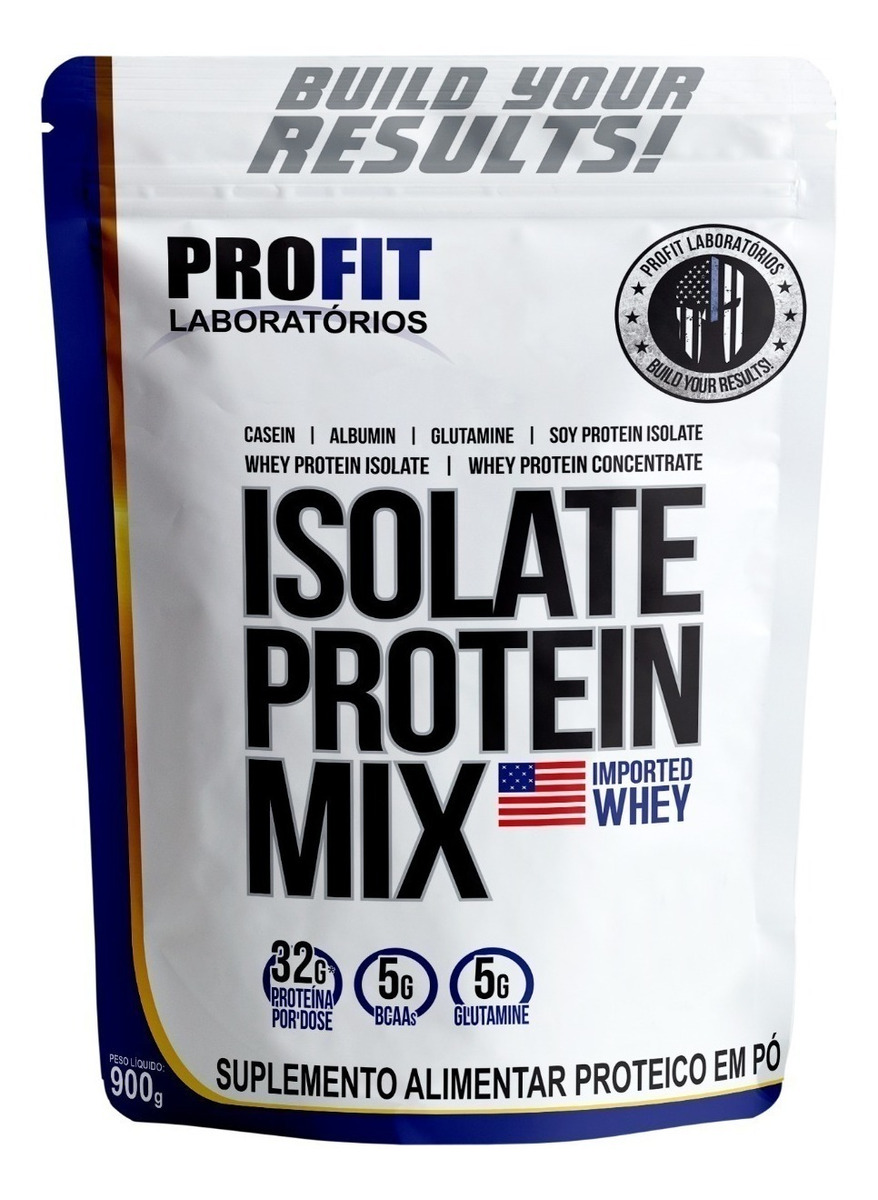 BUILD YOUR
RESULTS!
PROFIT
LABORATÓRIOS
PROFIT LABORATÓRIOS
BUILD YOUR RESULTS!
CASEIN | ALBUMIN | GLUTAMINE | SOY PROTEIN ISOLATE
WHEY PROTEIN ISOLATE | WHEY PROTEIN CONCENTRATE
ISOLATE
PROTEIN
MIX
IMPORTED
WHEY
32G*
PROTEÍNA
POR DOSE
5G
BCAAs
5G
GLUTAMINE
PESO LÍQUIDO:
900g
SUPLEMENTO ALIMENTAR PROTEICO EM PÓ